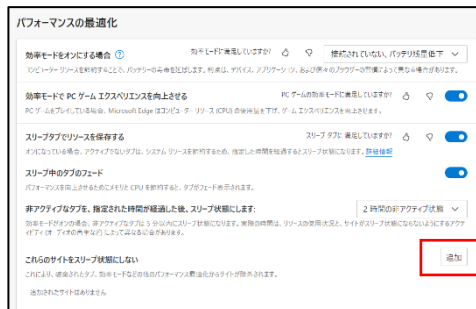 パフォーマンスの最適化
効率モードをオンにする場合 効率モードに満足していますか? 接続されていない、バッテリ残量低下
コンピューター リソースを節約することで、バッテリーの寿命を延ばします。利点は、デバイス、アプリケーション、および個々のブラウザーの習慣によって異なる場合があります。
効率モードで PC ゲーム エクスペリエンスを向上させる PC ゲームの効率モードに満足していますか?
PC ゲームをプレイしている場合、Microsoft Edge はコンピューター リソース (CPU) の使用量を下げ、ゲーム エクスペリエンスを向上させます。
スリープタブでリソースを保存する スリープ タブに満足していますか?
オンになっている場合、アクティブでないタブは、システム リソースを節約するため、指定した時間を経過するとスリープ状態になります。詳細情報
スリープ中のタブのフェード
パフォーマンスを向上させるためにメモリと CPU を節約すると、タブがフェード表示されます。
非アクティブなタブを、指定された時間が経過した後、スリープ状態にします: 2 時間の非アクティブ状態
効率モードがオンの場合、非アクティブなタブは 5 分以内にスリープ状態になります。実際の時間は、リソースの使用状況と、サイトがスリープ状態にならないようにするアクテ
ィビティ (オーディオの再生など) によって異なる場合があります。
これらのサイトをスリープ状態にしない 追加
これにより、破棄されたタブ、効率モードなどの他のパフォーマンス最適化からサイトが除外されます。
追加されたサイトはありません